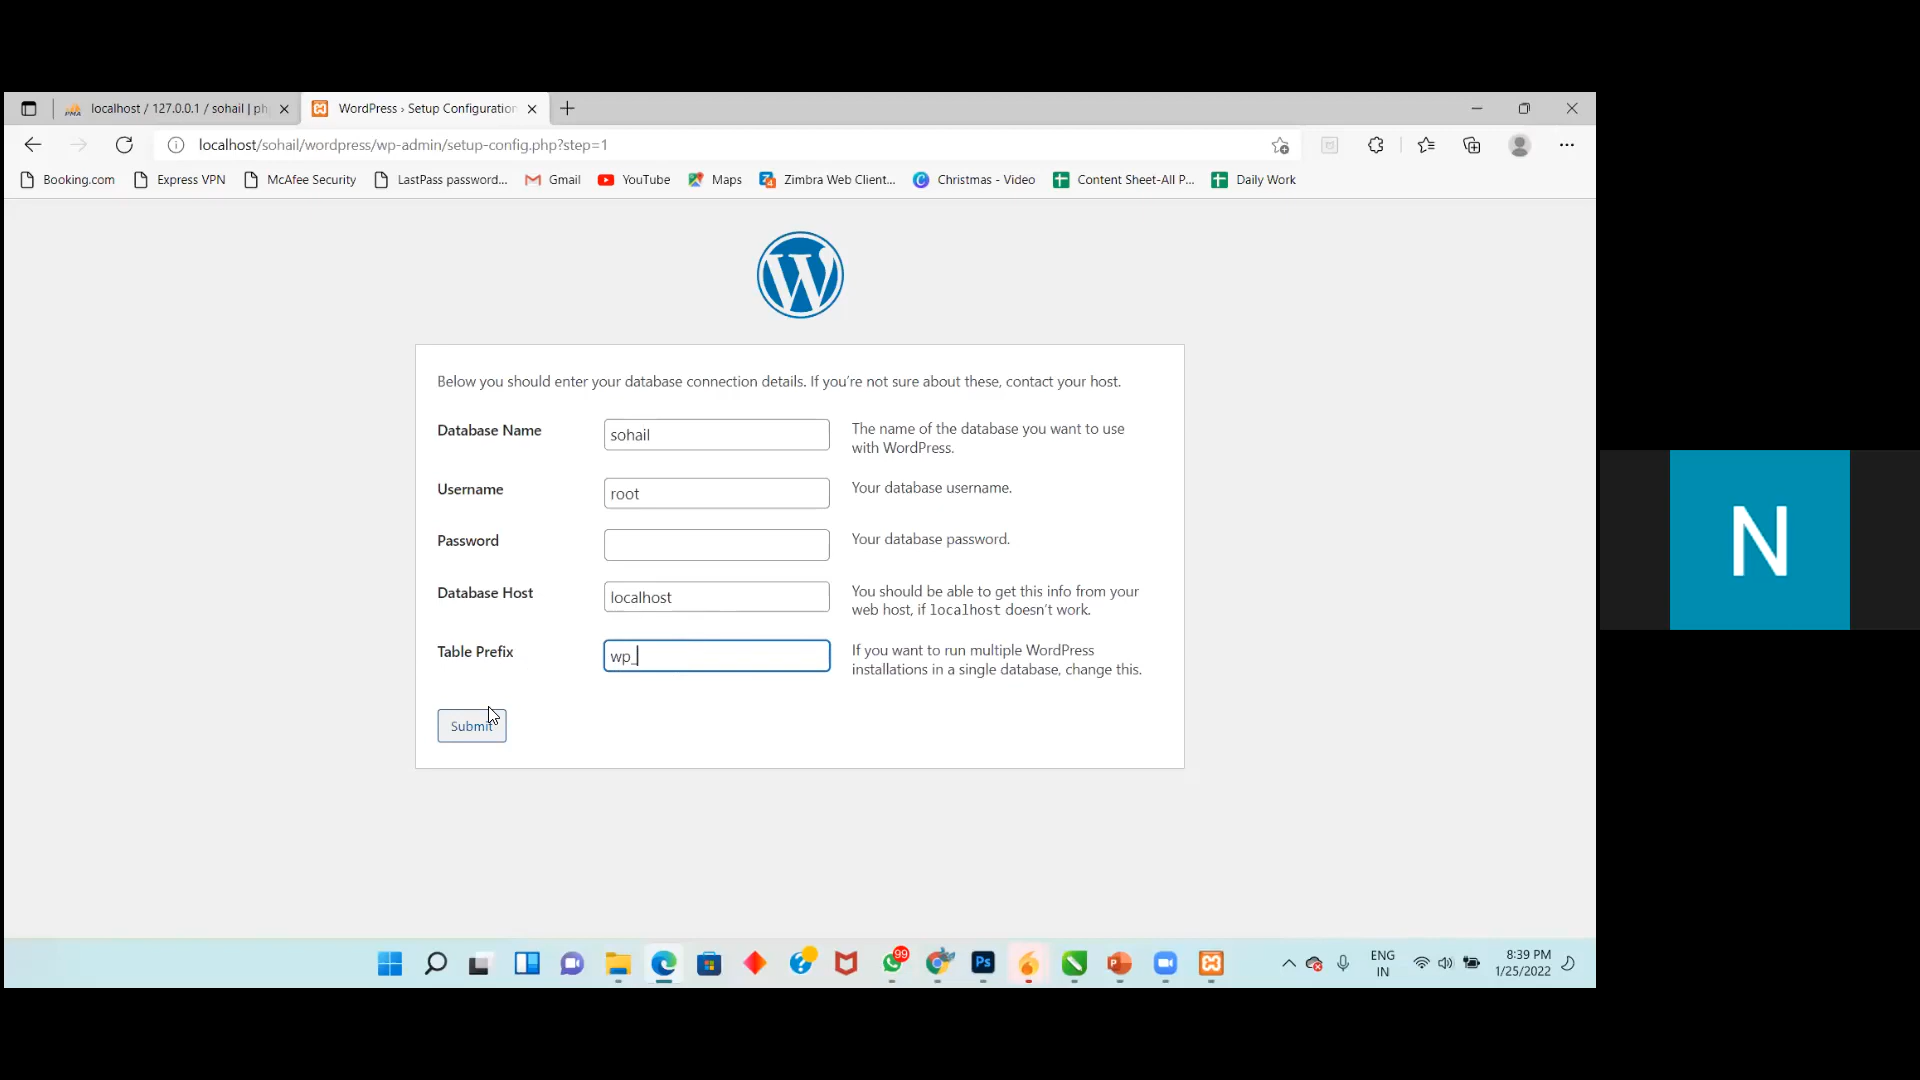 localhost / 127.0.0.1 / sohail | ph
WordPress › Setup Configuration
localhost/sohail/wordpress/wp-admin/setup-config.php?step=1
Booking.com
Express VPN
McAfee Security
LastPass password...
Gmail
YouTube
Maps
Zimbra Web Client...
Christmas - Video
Content Sheet-All P...
Daily Work
Below you should enter your database connection details. If you're not sure about these, contact your host.
Database Name
sohail
The name of the database you want to use
with WordPress.
Username
root
Your database username.
Password
Your database password.
Database Host
localhost
You should be able to get this info from your
web host, if localhost doesn't work.
Table Prefix
wp_
If you want to run multiple WordPress
installations in a single database, change this.
Submit
N
99
Ps
ENG
IN
8:39 PM
1/25/2022